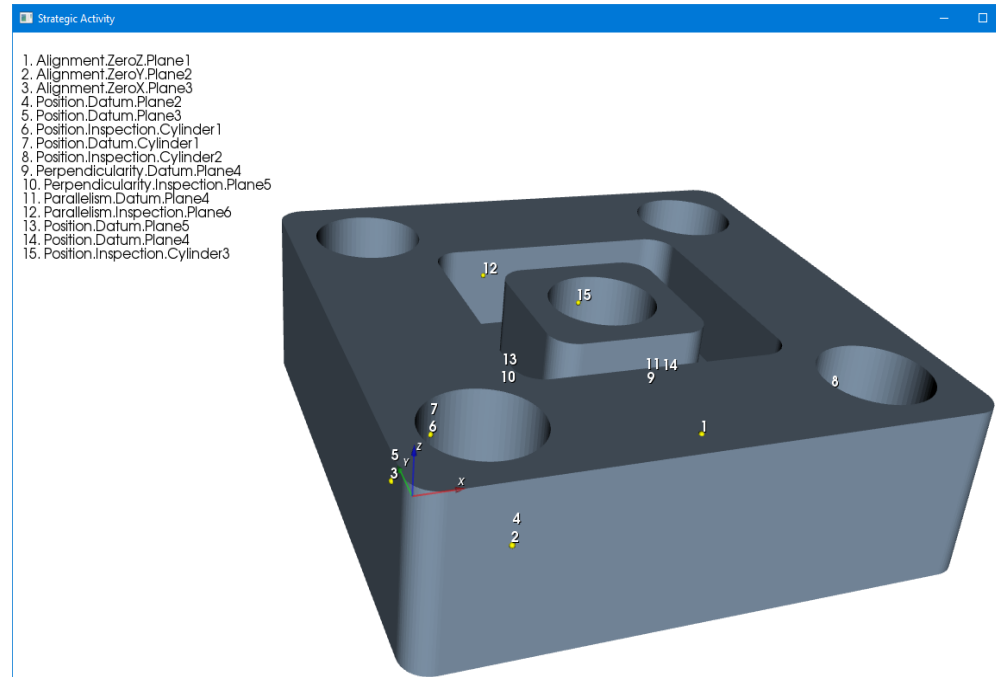 Strategic Activity
1. Alignment.ZeroZ.Plane1
2. Alignment.ZeroY.Plane2
3. Alignment.ZeroX.Plane3
4. Position.Datum.Plane2
5. Position.Datum.Plane3
6. Position.Inspection.Cylinder1
7. Position.Datum.Cylinder1
8. Position.Inspection.Cylinder2
9. Perpendicularity.Datum.Plane4
10. Perpendicularity.Inspection.Plane5
11. Parallelism.Datum.Plane4
12. Parallelism.Inspection.Plane6
13. Position.Datum.Plane5
14. Position.Datum.Plane4
15. Position.Inspection.Cylinder3
12
15
13
11 14
10
9
8
7
6
1
Z
5
Y
3
X
4
2